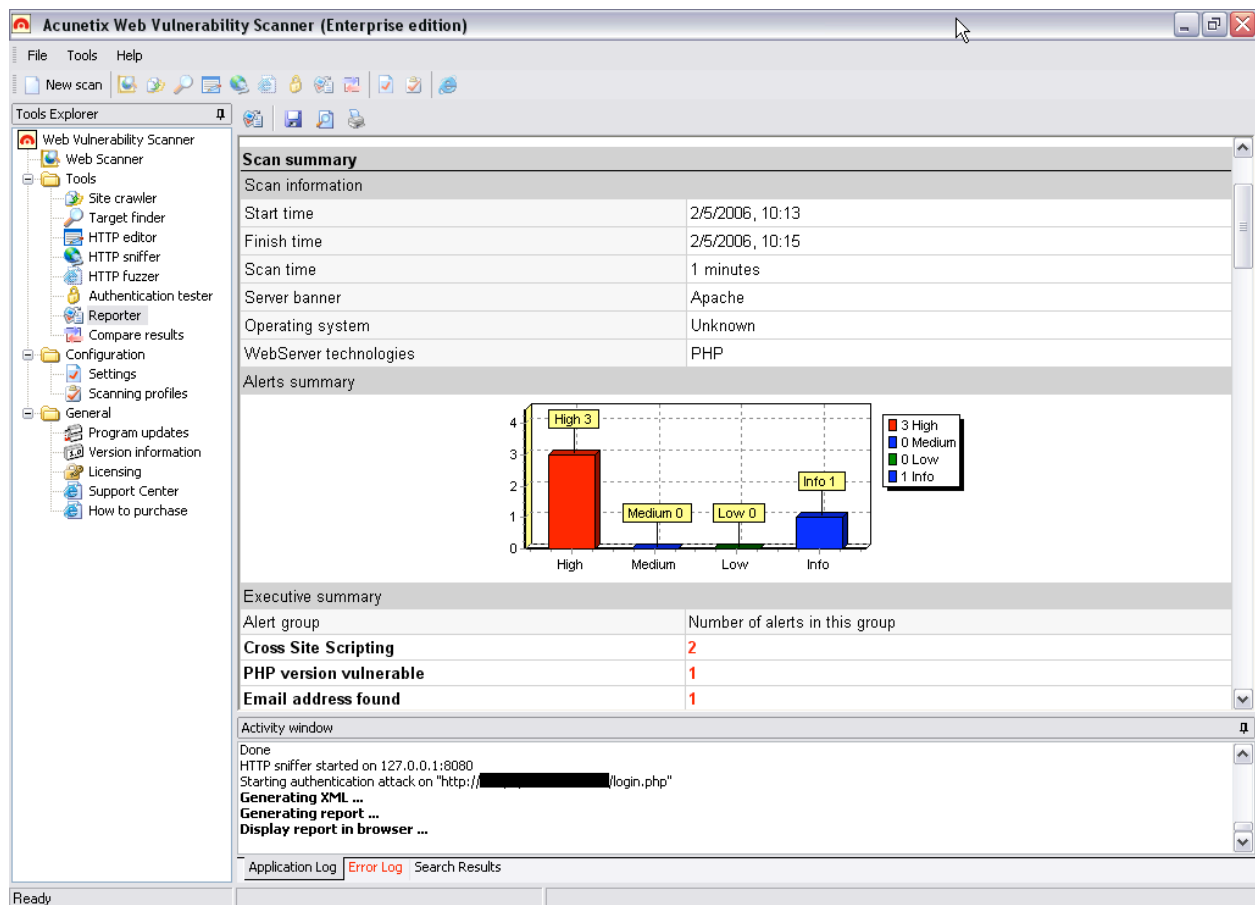 Acunetix Web Vulnerability Scanner (Enterprise edition)
File Tools Help
New scan
Tools Explorer
Web Vulnerability Scanner
Web Scanner
Tools
Site crawler
Target finder
HTTP editor
HTTP sniffer
HTTP fuzzer
Authentication tester
Reporter
Compare results
Configuration
Settings
Scanning profiles
General
Program updates
Version information
Licensing
Support Center
How to purchase
Scan summary
Scan information
Start time 2/5/2006, 10:13
Finish time 2/5/2006, 10:15
Scan time 1 minutes
Server banner Apache
Operating system Unknown
WebServer technologies PHP
Alerts summary
4
3
2
1
0
High 3
Medium 0
Low 0
Info 1
High Medium Low Info
3 High
0 Medium
0 Low
1 Info
Executive summary
Alert group Number of alerts in this group
Cross Site Scripting 2
PHP version vulnerable 1
Email address found 1
Activity window
Done
HTTP sniffer started on 127.0.0.1:8080
Starting authentication attack on "http:// /login.php"
Generating XML ...
Generating report ...
Display report in browser ...
Application Log Error Log Search Results
Ready